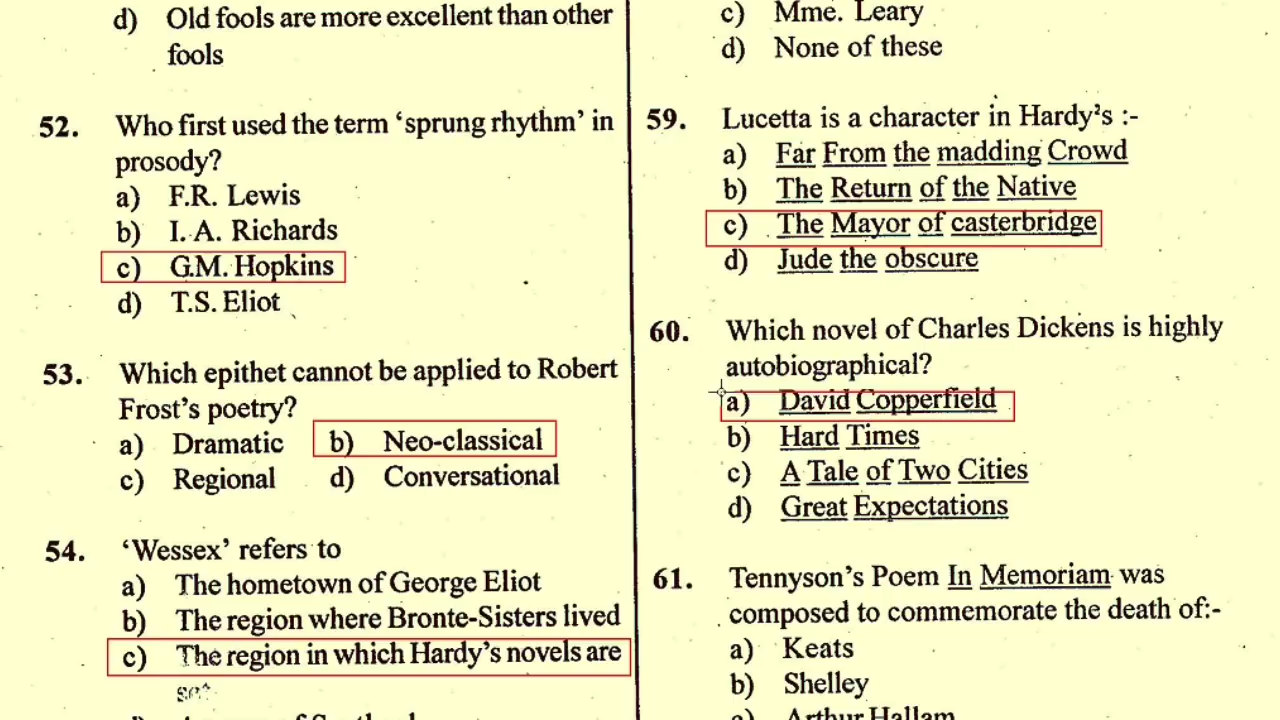 d) Old fools are more excellent than other
fools
52. Who first used the term ‘sprung rhythm’ in
prosody?
a) F.R. Lewis
b) I. A. Richards
c) G.M. Hopkins
d) T.S. Eliot
53. Which epithet cannot be applied to Robert
Frost’s poetry?
a) Dramatic b) Neo-classical
c) Regional d) Conversational
54. ‘Wessex’ refers to
a) The hometown of George Eliot
b) The region where Bronte-Sisters lived
c) The region in which Hardy’s novels are
set
c) Mme. Leary
d) None of these
59. Lucetta is a character in Hardy’s :-
a) Far From the madding Crowd
b) The Return of the Native
c) The Mayor of casterbridge
d) Jude the obscure
60. Which novel of Charles Dickens is highly
autobiographical?
a) David Copperfield
b) Hard Times
c) A Tale of Two Cities
d) Great Expectations
61. Tennyson’s Poem In Memoriam was
composed to commemorate the death of:-
a) Keats
b) Shelley
c) Arthur Hallam